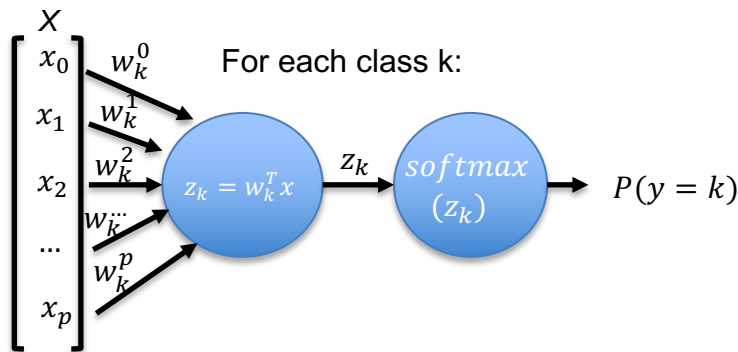 X
For each class k:
x_0
x_1
x_2
...
x_p
w_k^0
w_k^1
w_k^2
w_k^{...}
w_k^p
z_k = w_k^T x
z_k
softmax
(z_k)
P(y = k)